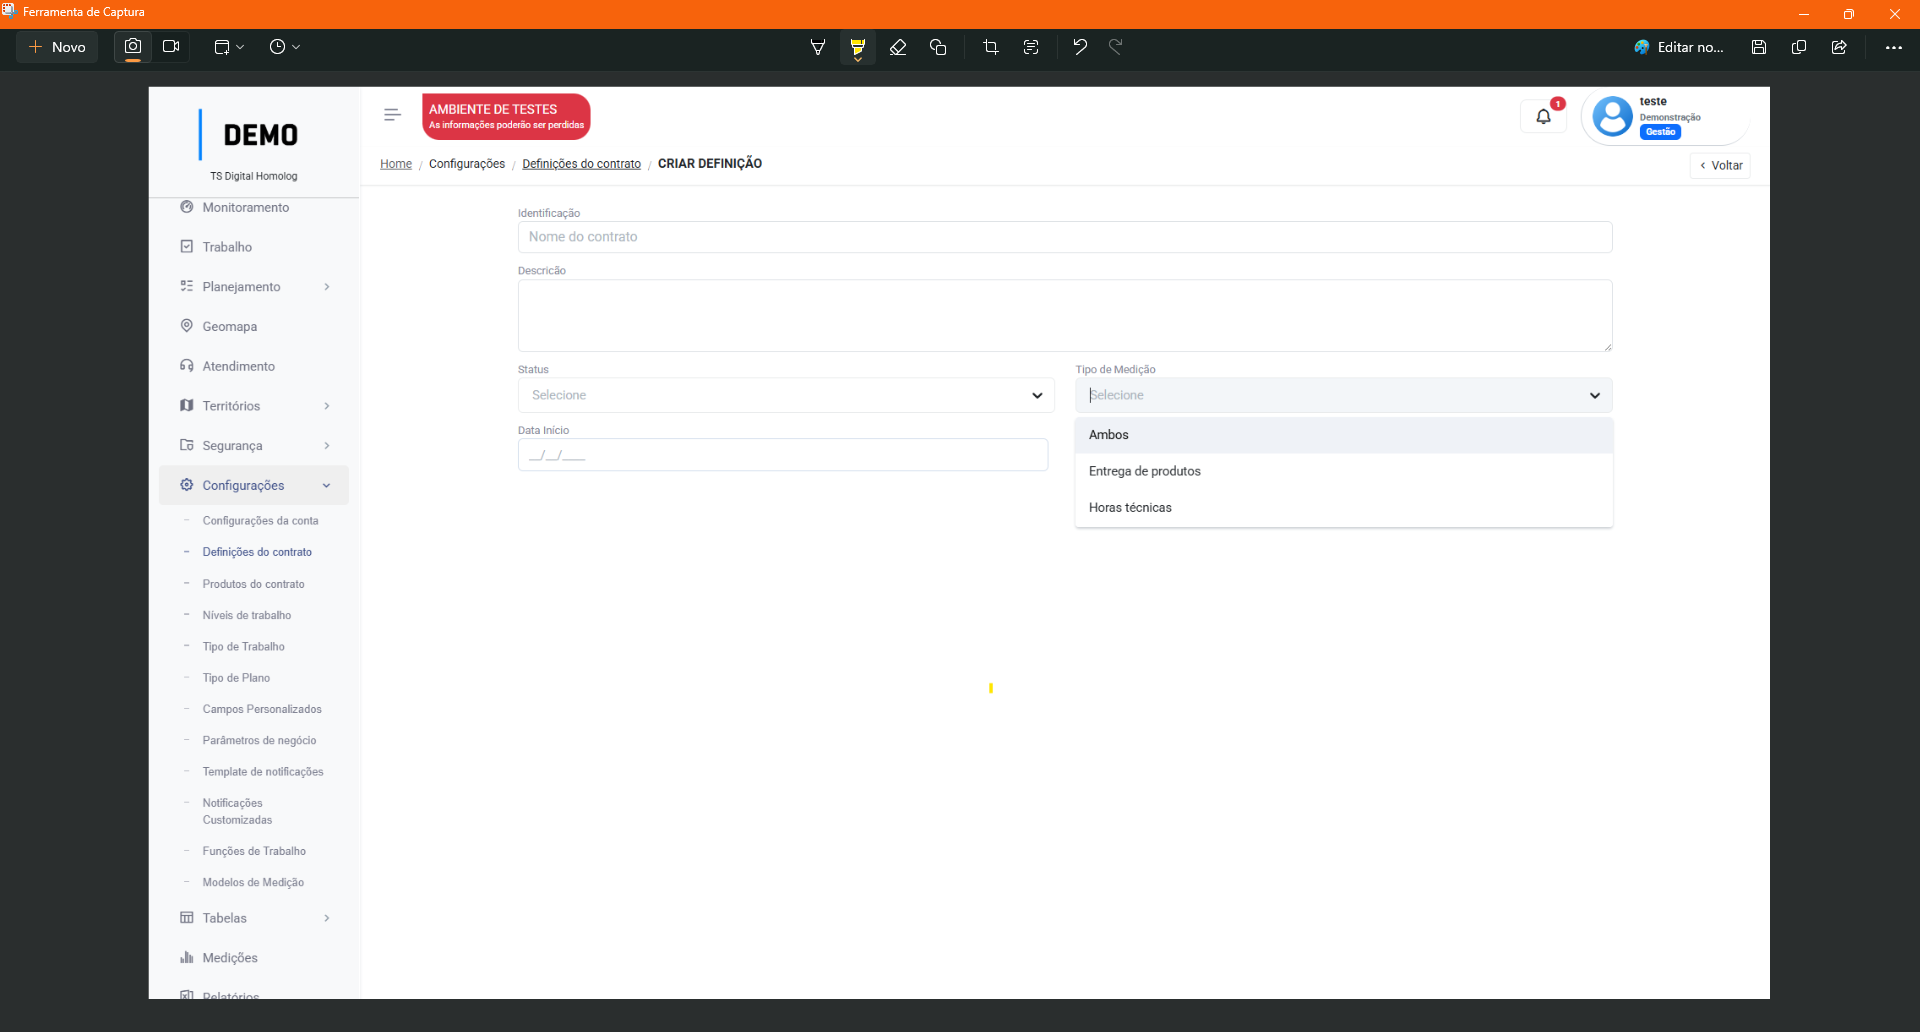 Ferramenta de Captura
Novo
Editar no...
DEMO
TS Digital Homolog
Monitoramento
Trabalho
Planejamento
Geomapa
Atendimento
Territórios
Segurança
Configurações
Configurações da conta
Definições do contrato
Produtos do contrato
Níveis de trabalho
Tipo de Trabalho
Tipo de Plano
Campos Personalizados
Parâmetros de negócio
Template de notificações
Notificações
Customizadas
Funções de Trabalho
Modelos de Medição
Tabelas
Medições
Relatórios
AMBIENTE DE TESTES
As informações poderão ser perdidas
1
teste
Demonstração
Gestão
Home / Configurações / Definições do contrato / CRIAR DEFINIÇÃO
‹ Voltar
Identificação
Nome do contrato
Descricão
Status
Selecione
Tipo de Medição
Selecione
Ambos
Entrega de produtos
Horas técnicas
Data Início
__/__/____